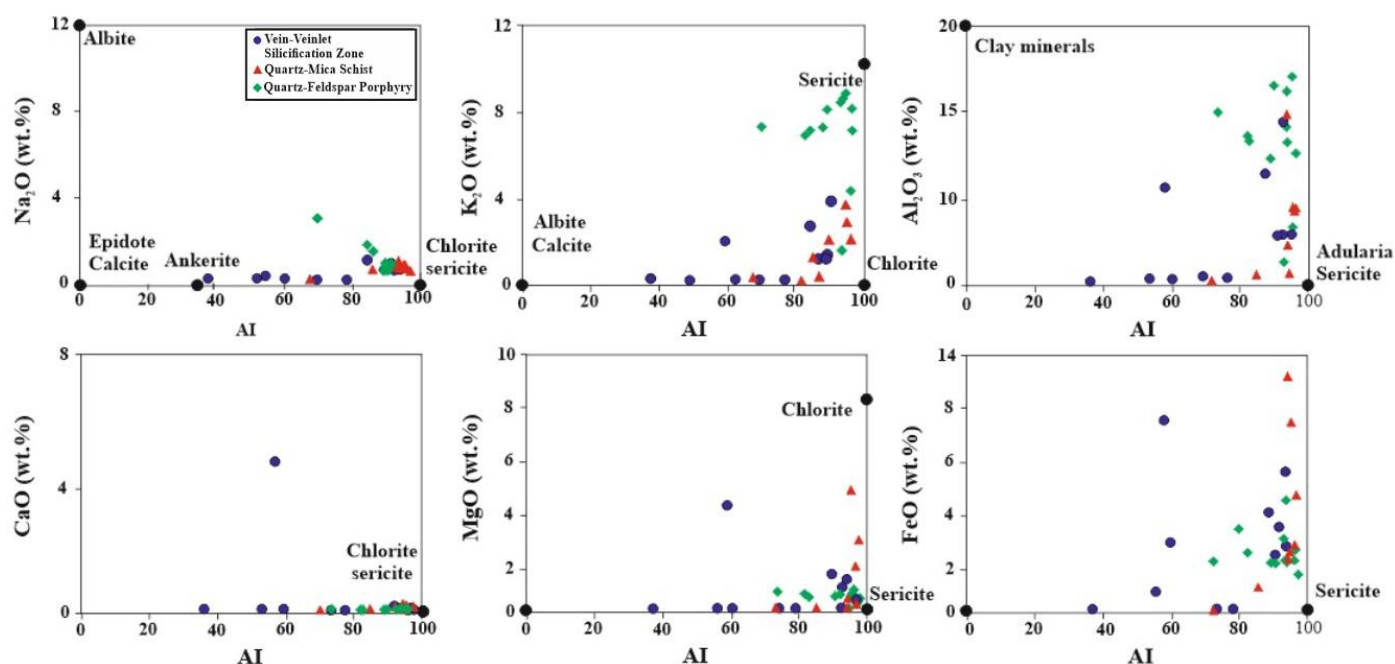 Na₂O (wt.%)
12
8
4
0
Albite
Vein-Veinlet
Silicification Zone
Quartz-Mica Schist
Quartz-Feldspar Porphyry
Epidote
Calcite
Ankerite
Chlorite
sericite
0 20 40 60 80 100
AI
K₂O (wt.%)
12
8
4
0
Sericite
Albite
Calcite
Chlorite
0 20 40 60 80 100
AI
Al₂O₃ (wt.%)
20
15
10
5
0
Clay minerals
Adularia
Sericite
0 20 40 60 80 100
AI
CaO (wt.%)
8
4
0
Chlorite
sericite
0 20 40 60 80 100
AI
MgO (wt.%)
10
8
6
4
2
0
Chlorite
Sericite
0 20 40 60 80 100
AI
FeO (wt.%)
14
8
6
4
2
0
Sericite
0 20 40 60 80 100
AI